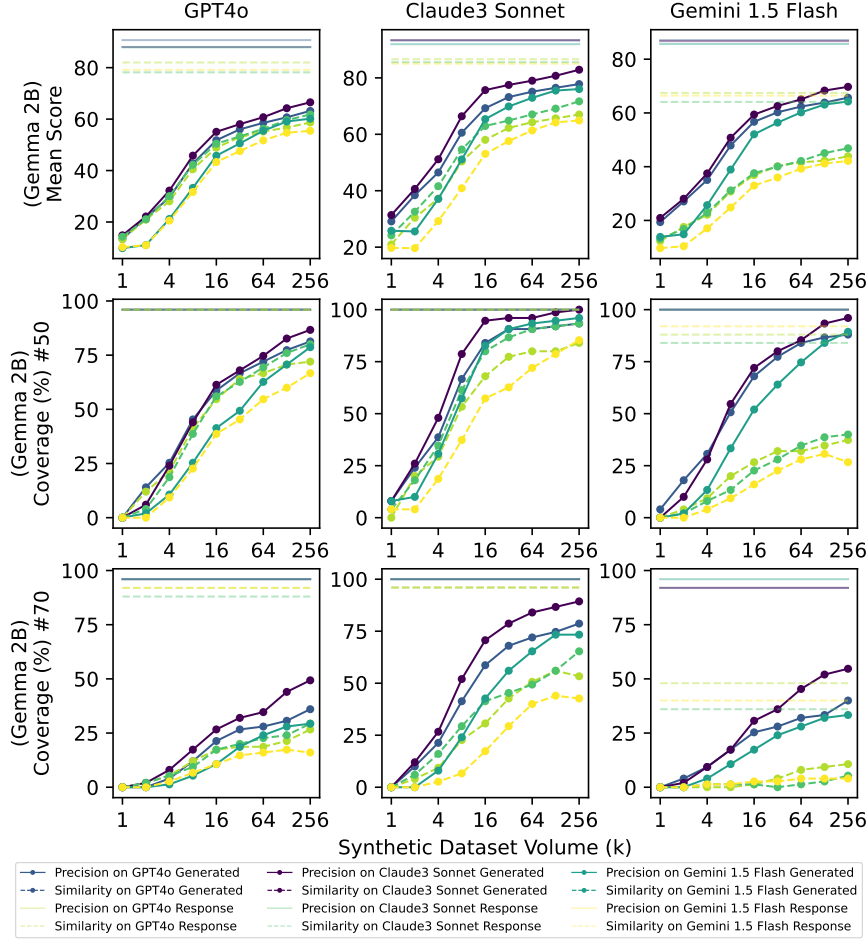 GPT4o Claude3 Sonnet Gemini 1.5 Flash
(Gemma 2B)
Mean Score
80
60
40
20
1 4 16 64 256
80
60
40
20
1 4 16 64 256
80
60
40
20
1 4 16 64 256
(Gemma 2B)
Coverage (%) #50
100
75
50
25
0
1 4 16 64 256
100
75
50
25
0
1 4 16 64 256
100
75
50
25
0
1 4 16 64 256
(Gemma 2B)
Coverage (%) #70
100
75
50
25
0
1 4 16 64 256
100
75
50
25
0
1 4 16 64 256
100
75
50
25
0
1 4 16 64 256
Synthetic Dataset Volume (k)
Precision on GPT4o Generated Precision on Claude3 Sonnet Generated Precision on Gemini 1.5 Flash Generated
Similarity on GPT4o Generated Similarity on Claude3 Sonnet Generated Similarity on Gemini 1.5 Flash Generated
Precision on GPT4o Response Precision on Claude3 Sonnet Response Precision on Gemini 1.5 Flash Response
Similarity on GPT4o Response Similarity on Claude3 Sonnet Response Similarity on Gemini 1.5 Flash Response